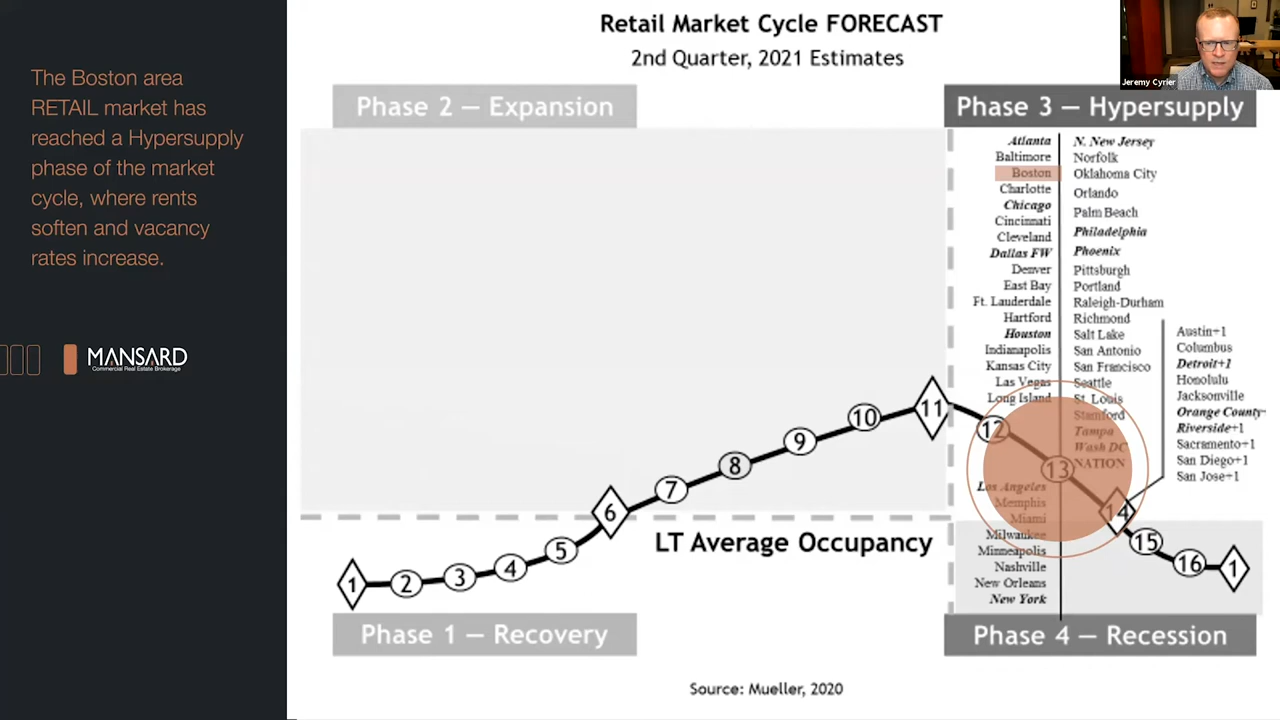 The Boston area
RETAIL market has
reached a Hypersupply
phase of the market
cycle, where rents
soften and vacancy
rates increase.
MANSARD
Commercial Real Estate Brokerage
Retail Market Cycle FORECAST
2nd Quarter, 2021 Estimates
Jeremy Cyrier
Phase 2 — Expansion
Phase 3 — Hypersupply
Atlanta
Baltimore
Boston
Charlotte
Chicago
Cincinnati
Cleveland
Dallas FW
Denver
East Bay
Ft. Lauderdale
Hartford
Houston
Indianapolis
Kansas City
Las Vegas
Long Island
Los Angeles
Memphis
Miami
Milwaukee
Minneapolis
Nashville
New Orleans
New York
N. New Jersey
Norfolk
Oklahoma City
Orlando
Palm Beach
Philadelphia
Phoenix
Pittsburgh
Portland
Raleigh-Durham
Richmond
Salt Lake
San Antonio
San Francisco
Seattle
St. Louis
Stamford
Tampa
Wash DC
NATION
Austin+1
Columbus
Detroit+1
Honolulu
Jacksonville
Orange County
Riverside+1
Sacramento+1
San Diego+1
San Jose+1
1
2
3
4
5
6
7
8
9
10
11
12
13
14
15
16
1
LT Average Occupancy
Phase 1 — Recovery
Phase 4 — Recession
Source: Mueller, 2020